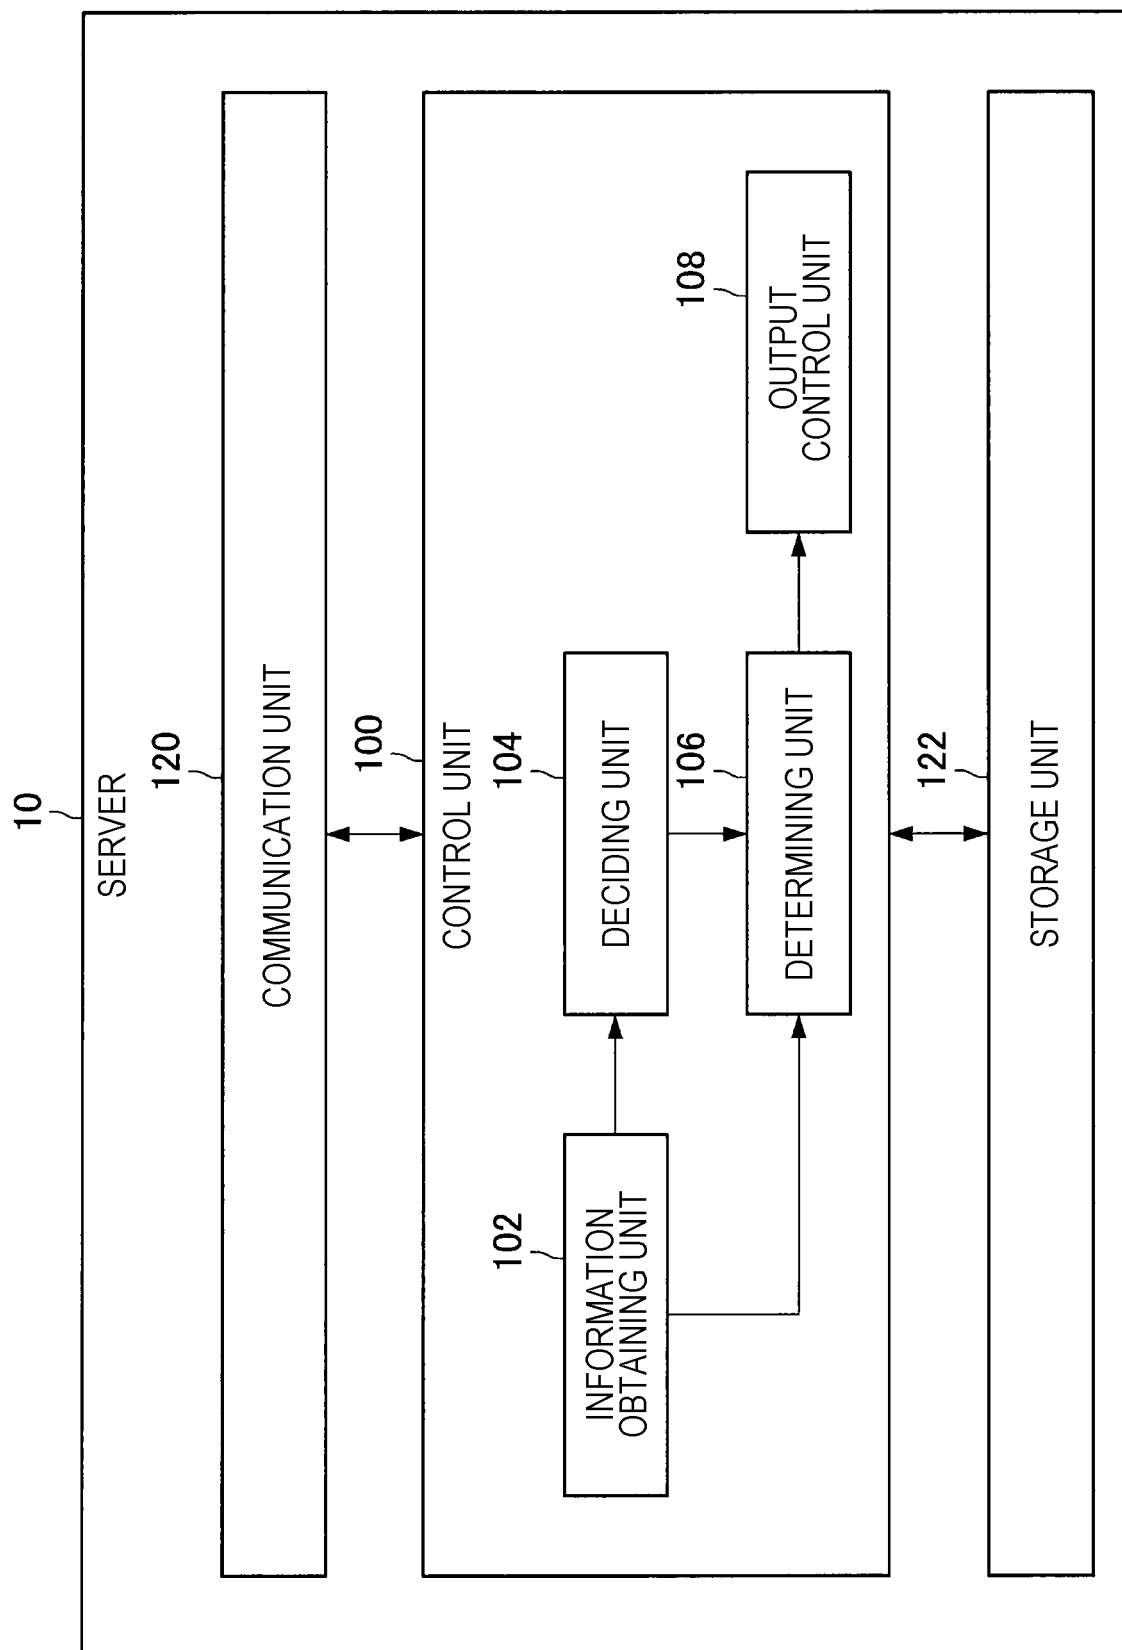 10
SERVER
120
COMMUNICATION UNIT
100
CONTROL UNIT
102
INFORMATION
OBTAINING UNIT
104
DECIDING UNIT
106
DETERMINING UNIT
108
OUTPUT
CONTROL UNIT
122
STORAGE UNIT